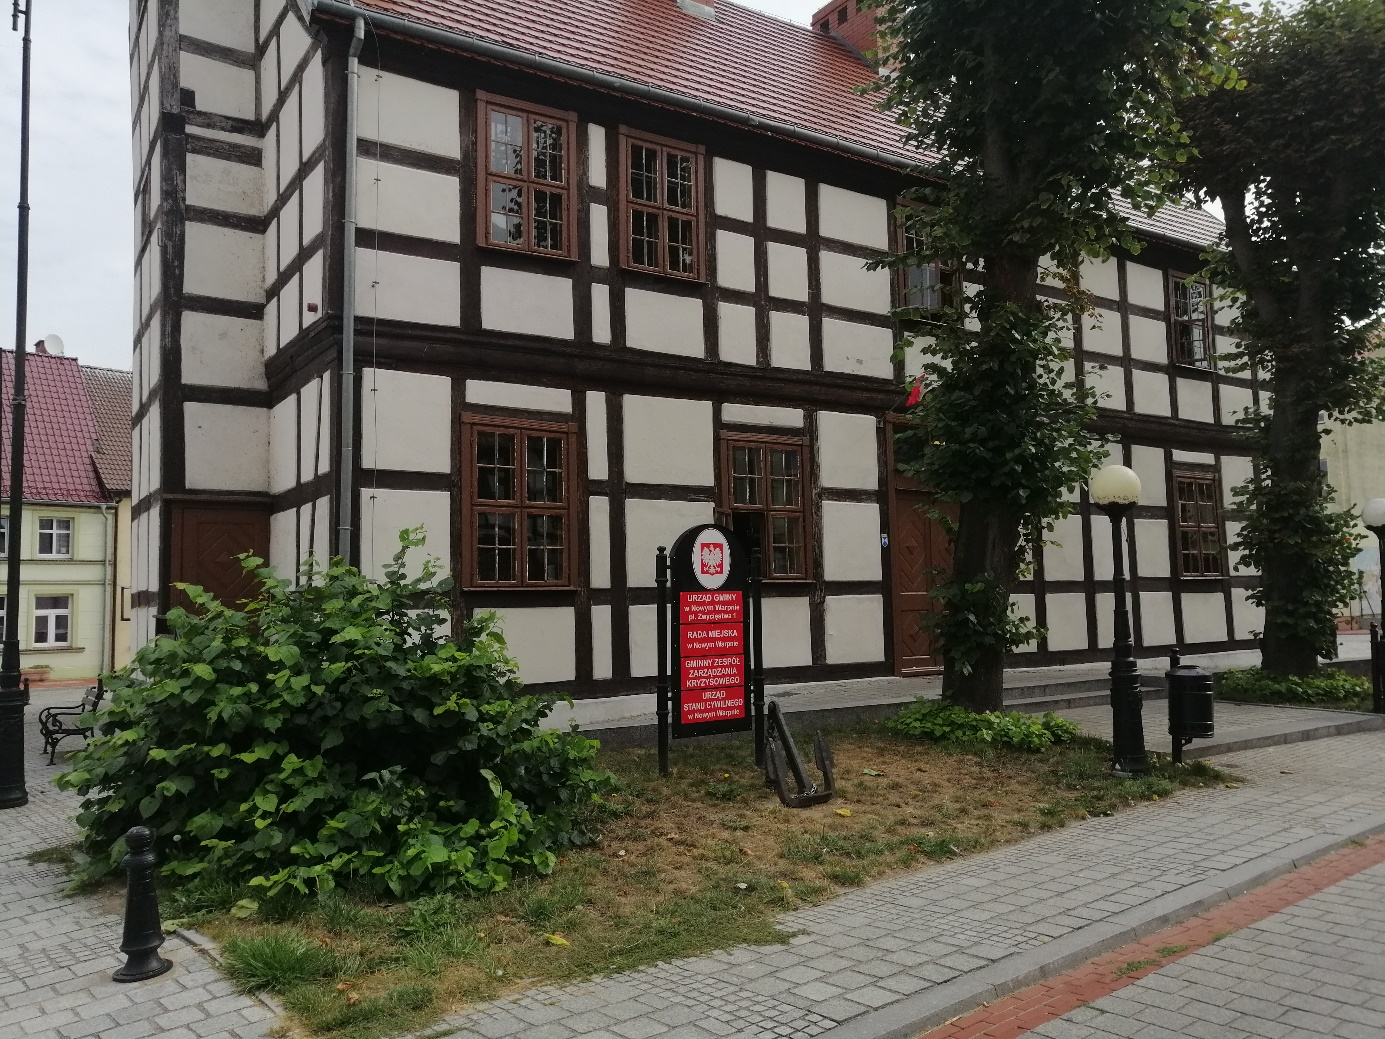 URZĄD GMINY
w Nowym Warpnie
pl. Zwycięstwa 1
RADA MIEJSKA
w Nowym Warpnie
GMINNY ZESPÓŁ
ZARZĄDZANIA
KRYZYSOWEGO
URZĄD
STANU CYWILNEGO
w Nowym Warpnie